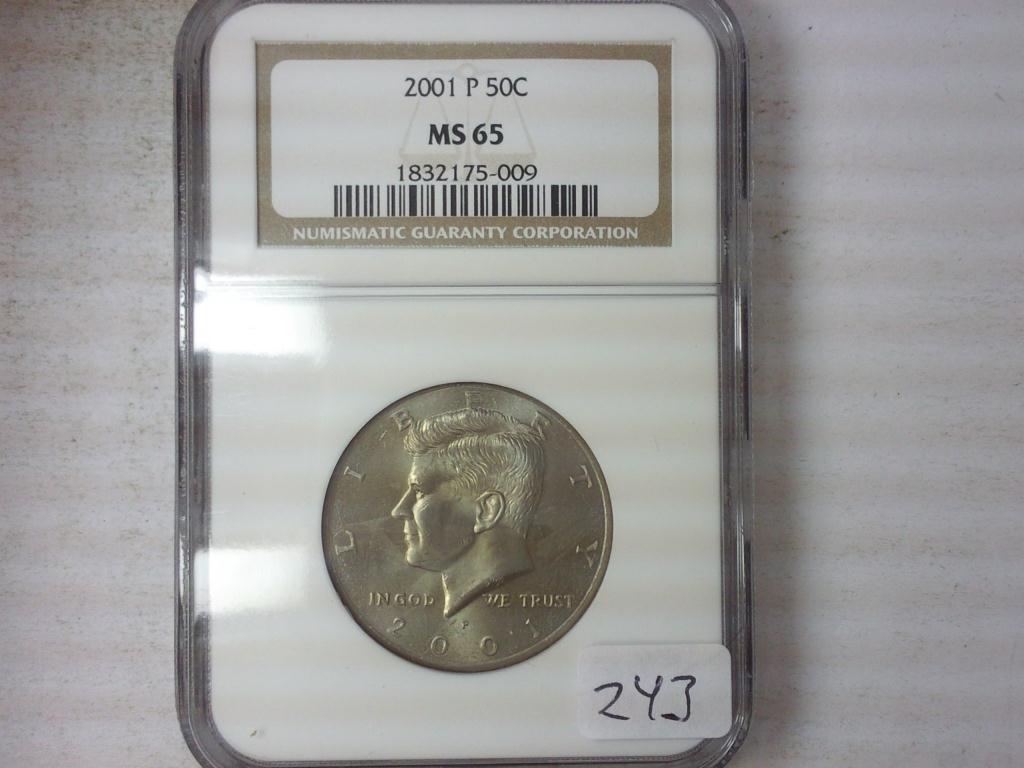 2001 P 50C
MS 65
1832175-009
NUMISMATIC GUARANTY CORPORATION
LIBERTY
IN GOD WE TRUST
P
2001
243